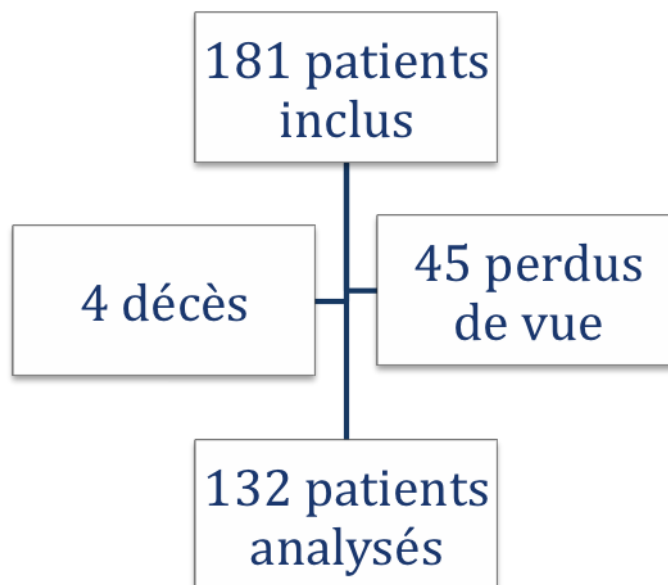 181 patients
inclus
4 décès
45 perdus
de vue
132 patients
analysés